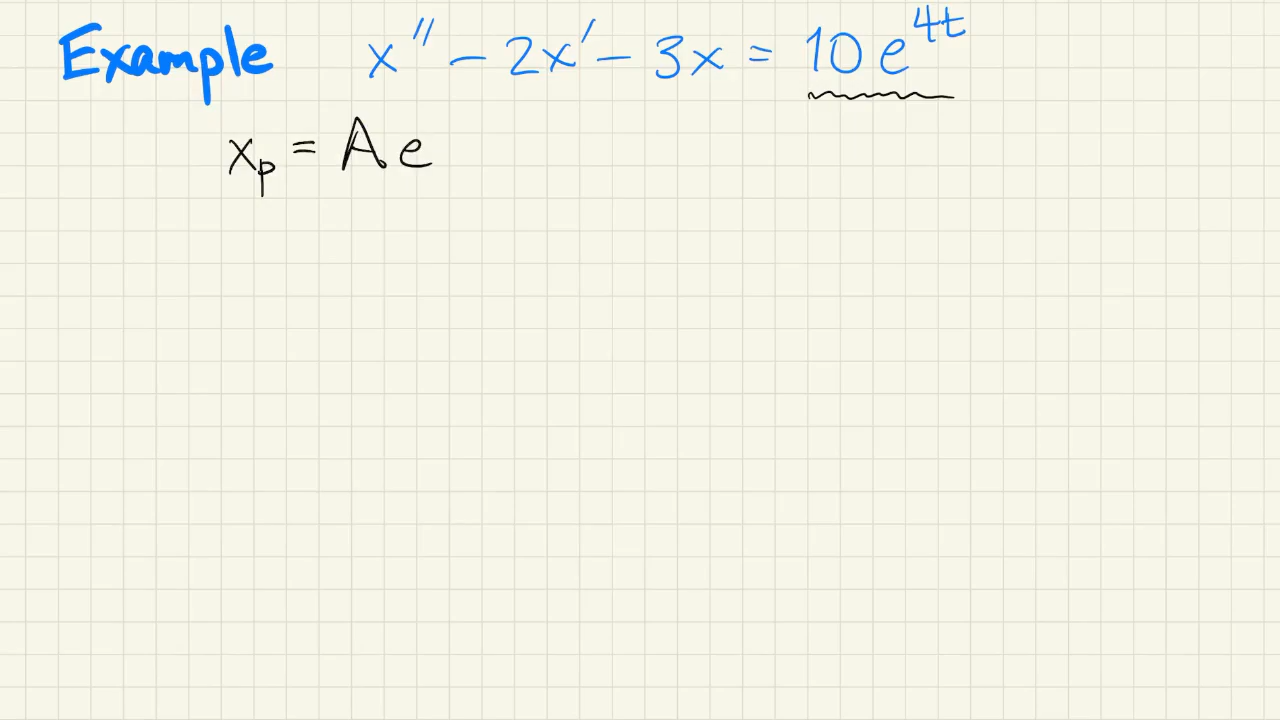 Example x'' - 2x' - 3x = 10e^{4t}
x_p = Ae